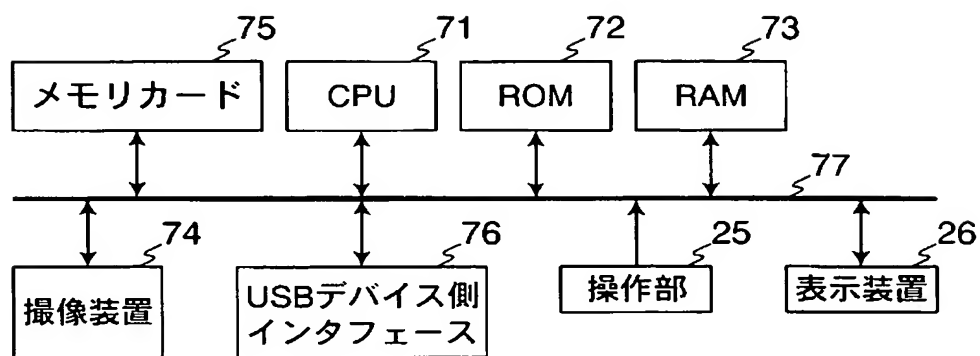 75
71
72
73
メモリカード
CPU
ROM
RAM
77
74
76
25
26
撮像装置
USBデバイス側
インタフェース
操作部
表示装置